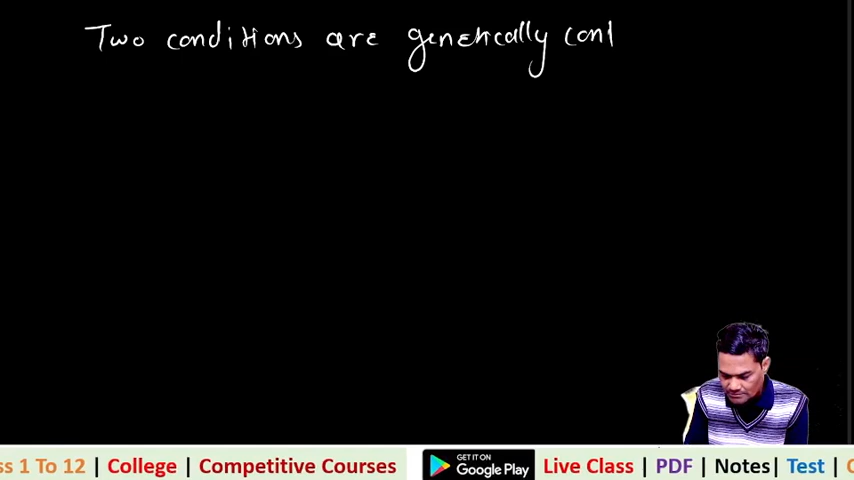 Two conditions are genetically cont
ss 1 To 12 | College | Competitive Courses GET IT ON Google Play Live Class | PDF | Notes| Test |